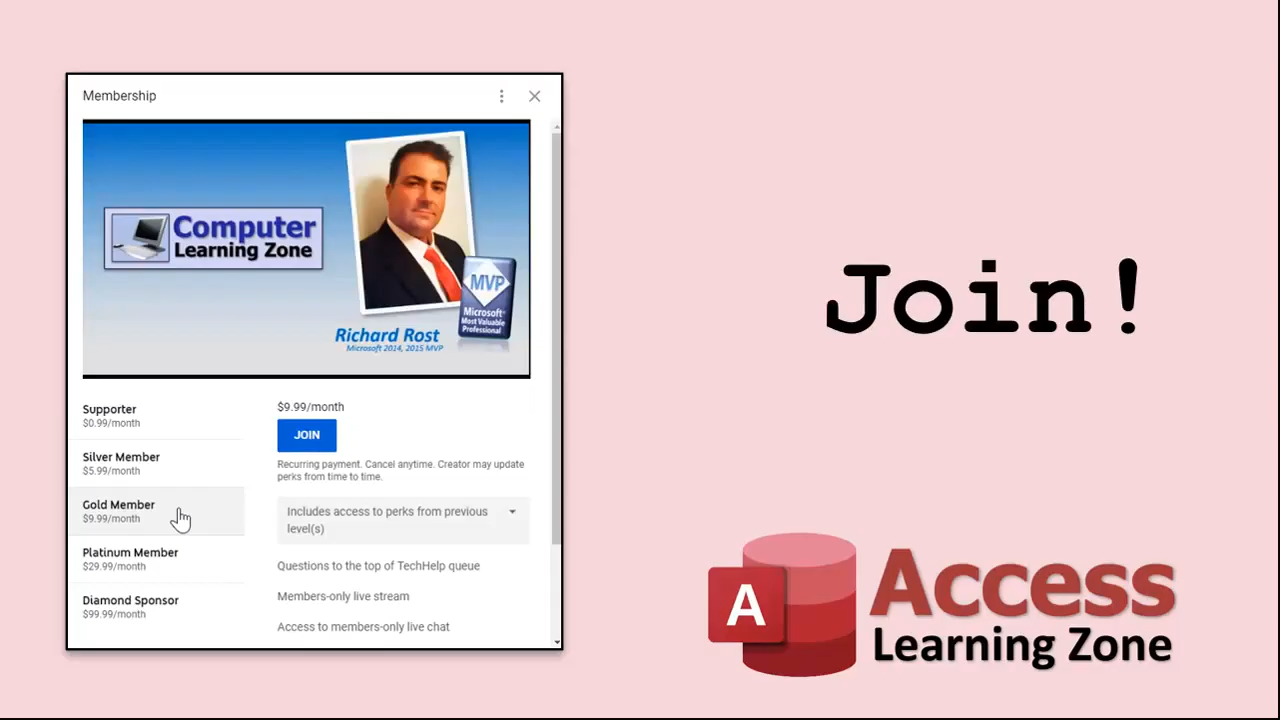 Membership
Computer
Learning Zone
MVP
Microsoft®
Most Valuable
Professional
Richard Rost
Microsoft 2014, 2015 MVP
Supporter
$0.99/month
Silver Member
$5.99/month
Gold Member
$9.99/month
Platinum Member
$29.99/month
Diamond Sponsor
$99.99/month
$9.99/month
JOIN
Recurring payment. Cancel anytime. Creator may update
perks from time to time.
Includes access to perks from previous
level(s)
Questions to the top of TechHelp queue
Members-only live stream
Access to members-only live chat
Join!
A
Access
Learning Zone